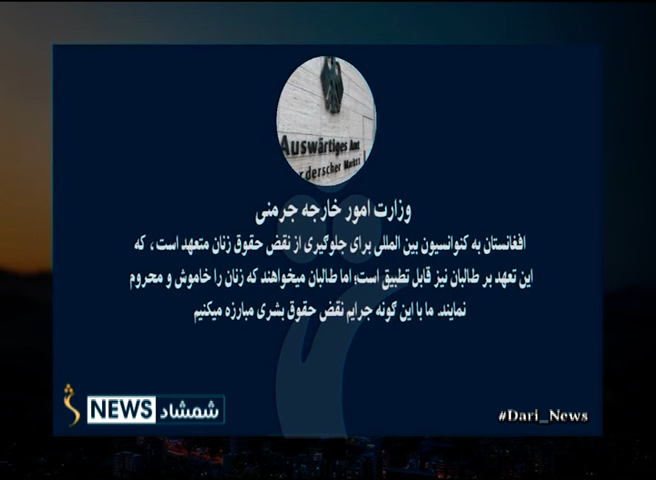 Auswärtiges Amt
rderscher Markt
وزارت امور خارجه جرمنی
افغانستان به کنوانسیون بین المللی برای جلوگیری از نقض حقوق زنان متعهد است، که
این تعهد بر طالبان نیز قابل تطبیق است؛ اما طالبان میخواهند که زنان را خاموش و محروم
نمایند. ما با این گونه جرایم نقض حقوق بشری مبارزه میکنیم
NEWS شمشاد
#Dari_News